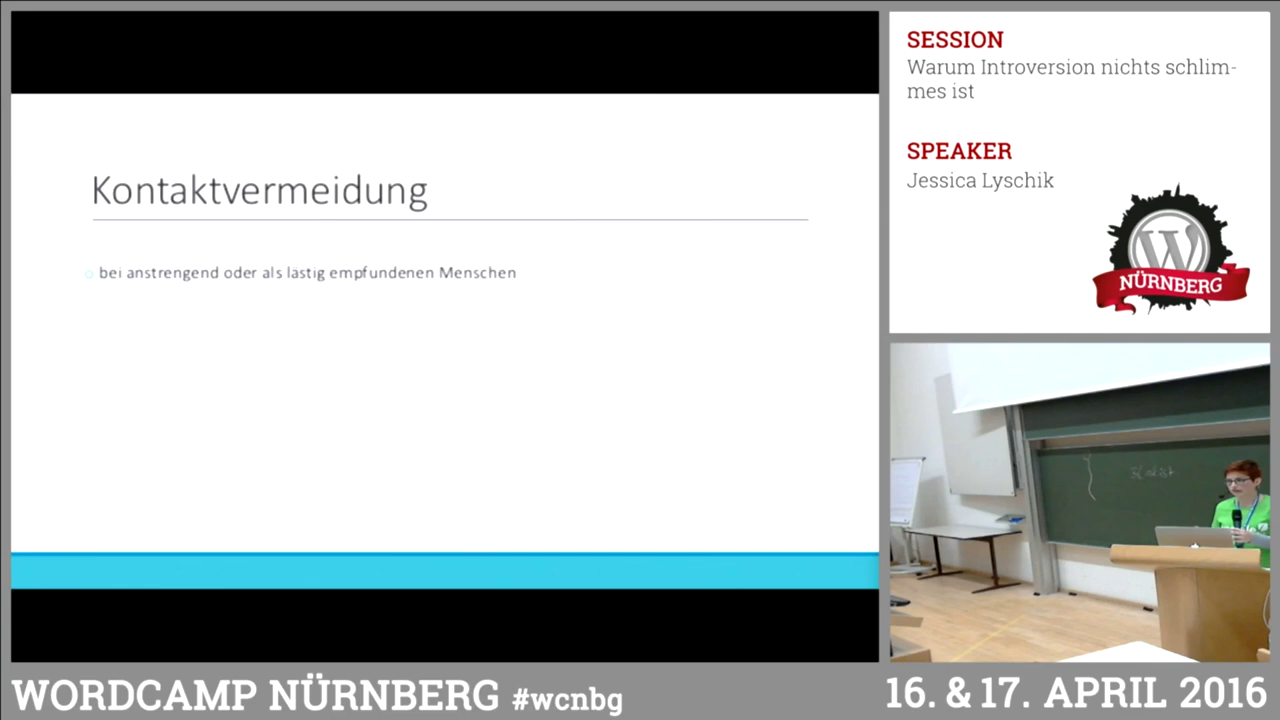 Kontaktvermeidung
bei anstrengend oder als lästig empfundenen Menschen
SESSION
Warum Introversion nichts schlim-
mes ist
SPEAKER
Jessica Lyschik
W
NÜRNBERG
WORDCAMP NÜRNBERG #wcnbg
16. & 17. APRIL 2016